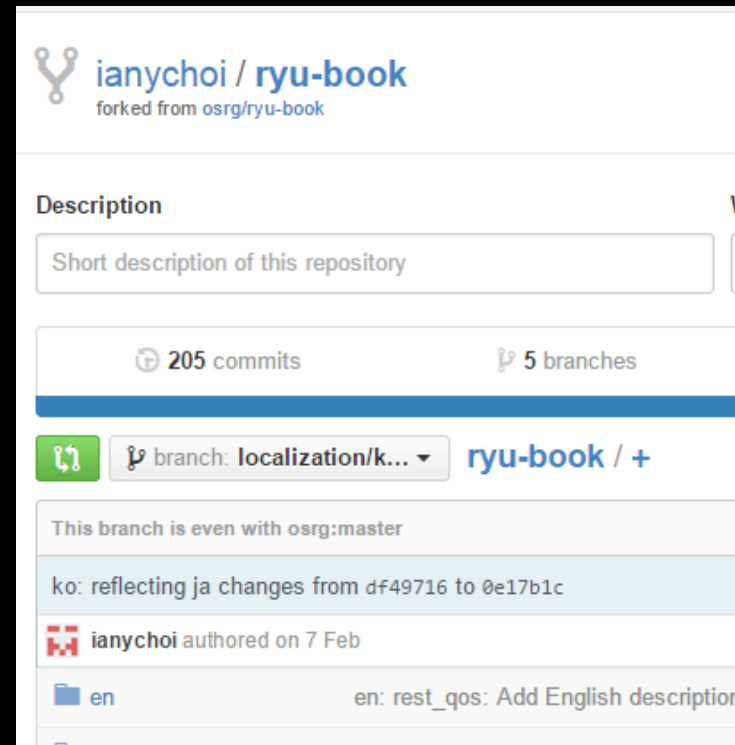 ianychoi / ryu-book
forked from osrg/ryu-book
Description
Short description of this repository
205 commits 5 branches
branch: localization/k...
ryu-book / +
This branch is even with osrg:master
ko: reflecting ja changes from df49716 to 0e17b1c
ianychoi authored on 7 Feb
en en: rest_qos: Add English description